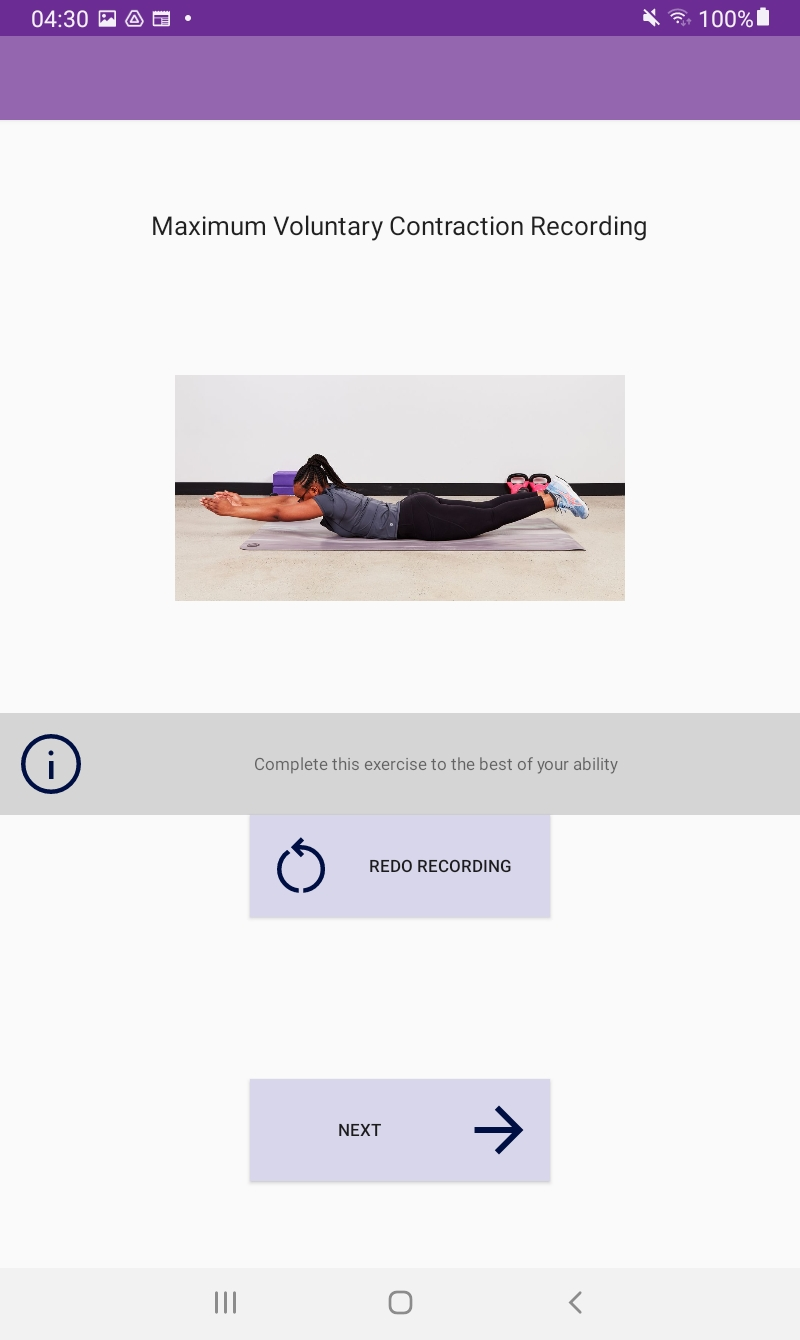 04:30 100%
Maximum Voluntary Contraction Recording
Complete this exercise to the best of your ability
REDO RECORDING
NEXT